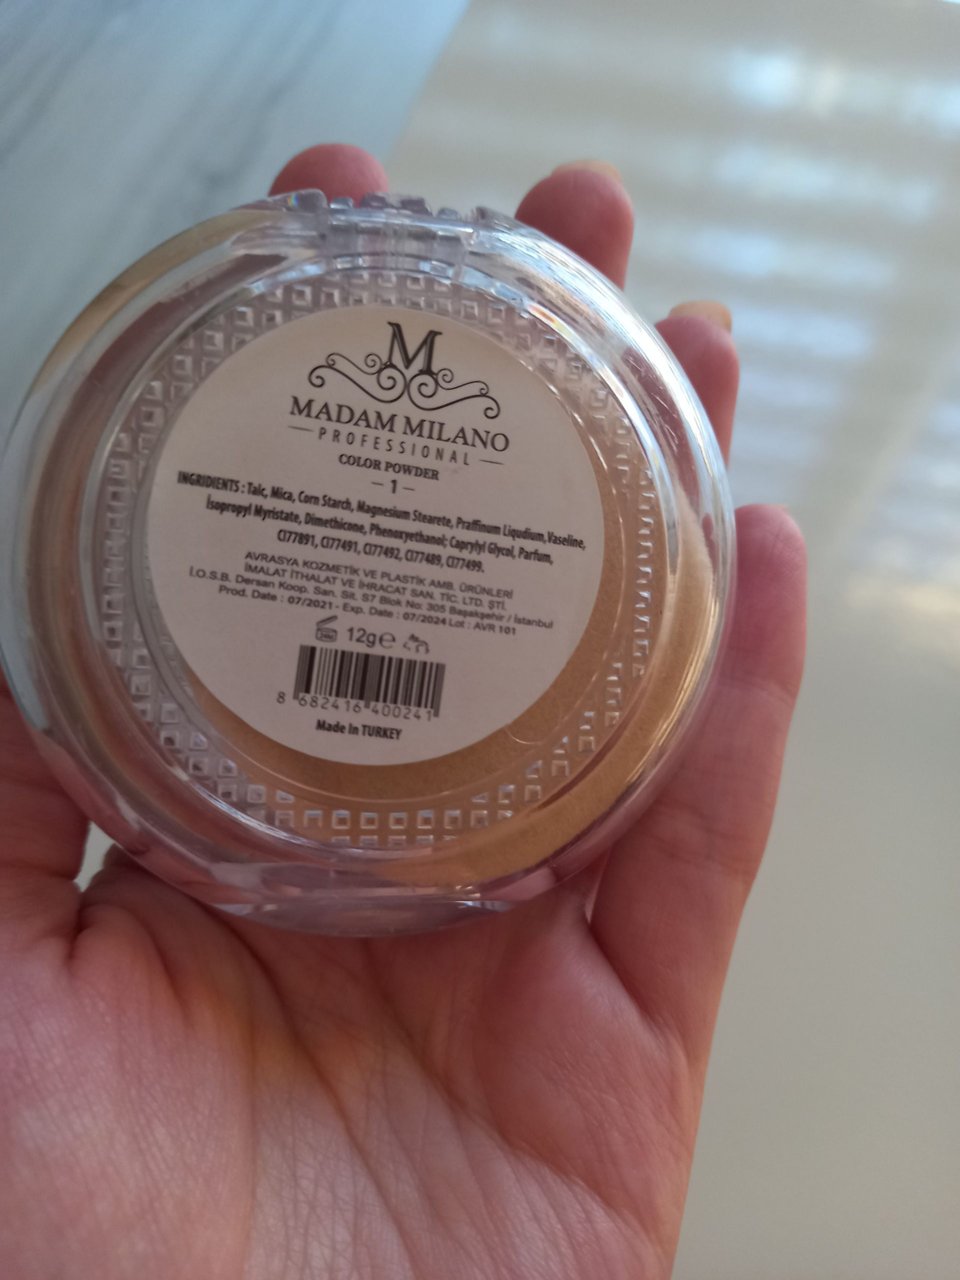 M
MADAM MILANO
PROFESSIONAL
COLOR POWDER
- 1 -
INGRIDIENTS : Talc, Mica, Corn Starch, Magnesium Stearete, Praffinum Liqudium, Vaseline,
İsopropyl Myristate, Dimethicone, Phenoxyethanol; Caprylyl Glycol, Parfum,
CI77891, CI77491, CI77492, CI77489, CI77499.
AVRASYA KOZMETİK VE PLASTİK AMB. ÜRÜNLERİ
İMALAT İTHALAT VE İHRACAT SAN. TİC. LTD. ŞTİ.
İ.O.S.B. Dersan Koop. San. Sit. S7 Blok No: 305 Başakşehir / İstanbul
Prod. Date : 07/2021 - Exp. Date : 07/2024 Lot : AVR 101
24M 12g ℮
8 682416 400241
Made In TURKEY